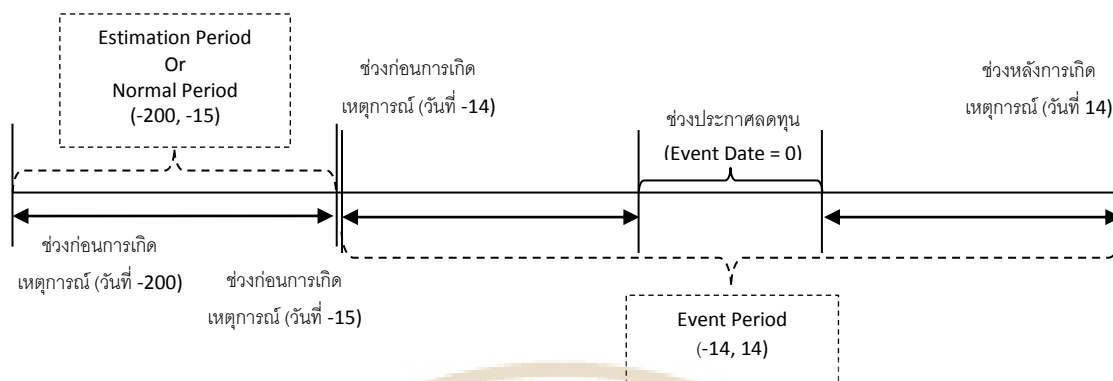 Estimation Period
Or
Normal Period
(-200, -15)
ช่วงก่อนการเกิด
เหตุการณ์ (วันที่ -14)
ช่วงประกาศลดทุน
(Event Date = 0)
ช่วงหลังการเกิด
เหตุการณ์ (วันที่ 14)
ช่วงก่อนการเกิด
เหตุการณ์ (วันที่ -200)
ช่วงก่อนการเกิด
เหตุการณ์ (วันที่ -15)
Event Period
(-14, 14)